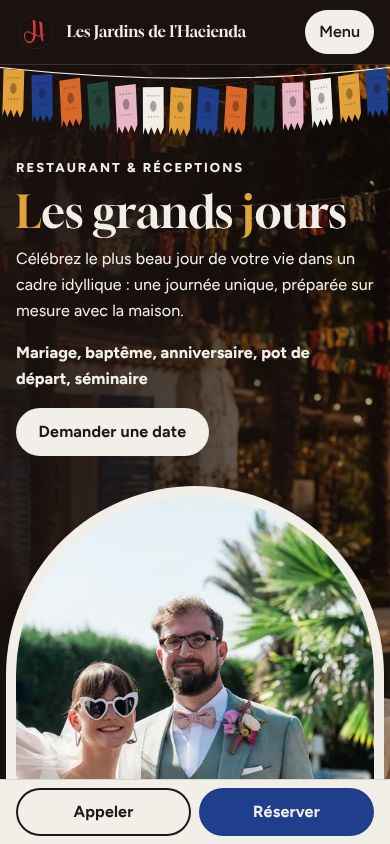 Les Jardins de l'Hacienda
Menu
RESTAURANT & RÉCEPTIONS
Les grands jours
Célébrez le plus beau jour de votre vie dans un
cadre idyllique : une journée unique, préparée sur
mesure avec la maison.
Mariage, baptême, anniversaire, pot de
départ, séminaire
Demander une date
Appeler
Réserver